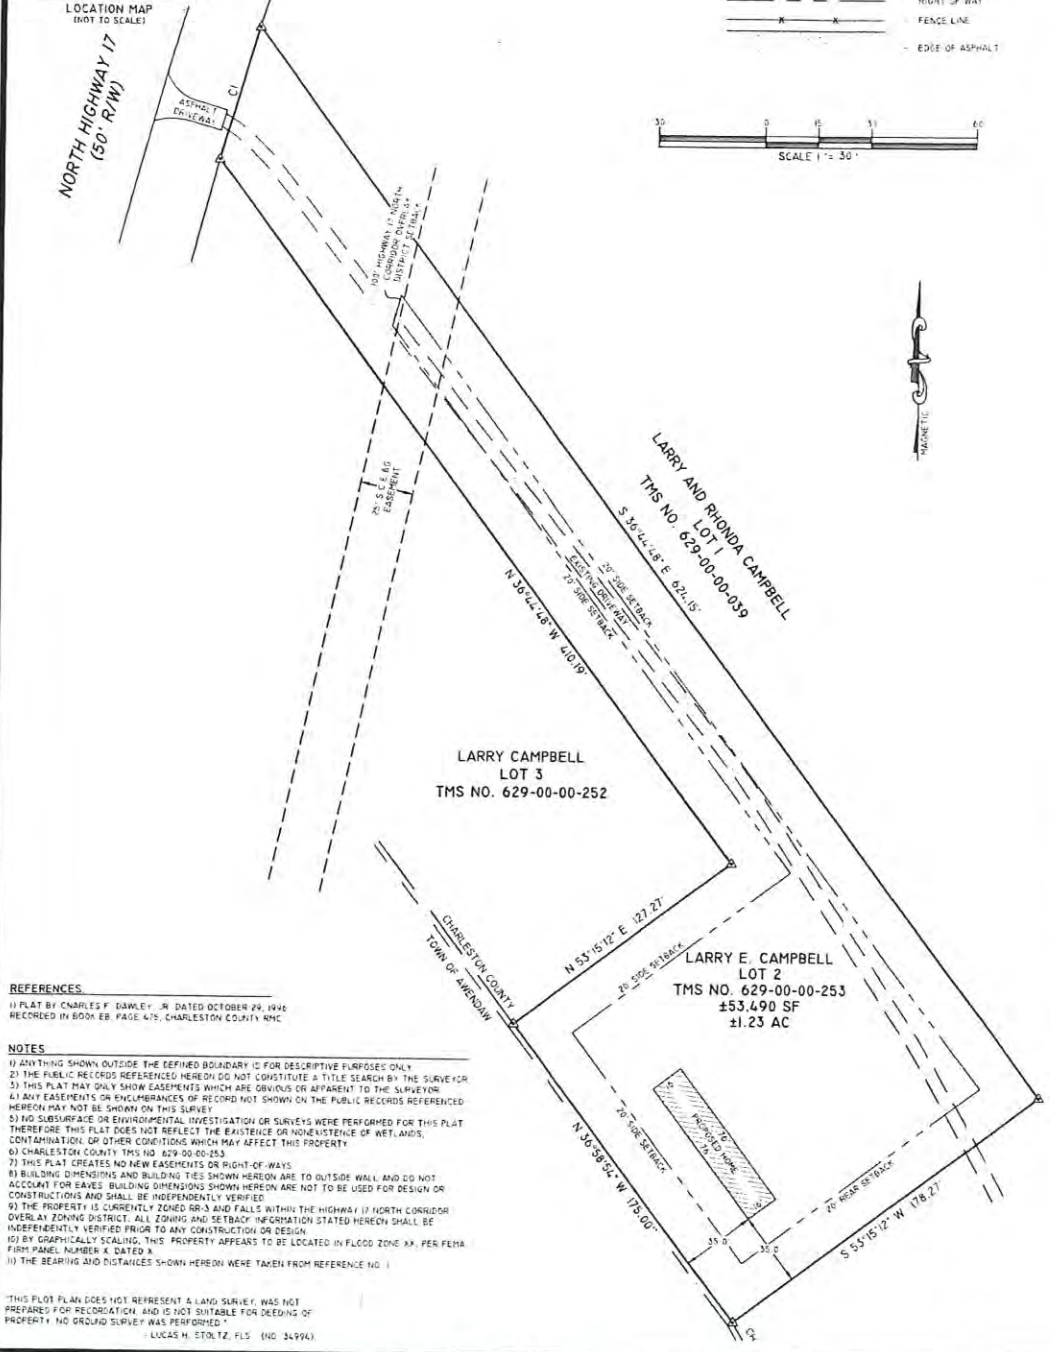 LOCATION MAP
(NOT TO SCALE)
NORTH HIGHWAY 17
(50' R/W)
ASPHALT
DRIVEWAY
C1
RIGHT OF WAY
- FENCE LINE
- EDGE OF ASPHALT
30 0 15 30 60
SCALE 1"= 30'
MAGNETIC
HIGHWAY 17 NORTH
CORRIDOR OVERLAY
DISTRICT SETBACK
EASEMENT
LARRY AND RHONDA CAMPBELL
LOT 1
TMS NO. 629-00-00-039
S 36°44'48" E 624.15'
20' SIDE SETBACK
EXISTING DRIVEWAY
20' SIDE SETBACK
N 36°44'48" W 410.19'
LARRY CAMPBELL
LOT 3
TMS NO. 629-00-00-252
CHARLESTON COUNTY
TOWN OF AWENDAW
N 53°15'12" E 127.27'
20' SIDE SETBACK
LARRY E. CAMPBELL
LOT 2
TMS NO. 629-00-00-253
±53,490 SF
±1.23 AC
PROPOSED HOME
76'
76'
16'
20' SIDE SETBACK
N 36°58'54" W 175.00'
35.0
35.0
20' REAR SETBACK
S 53°15'12" W 178.27'
REFERENCES
1) PLAT BY CHARLES F. DAWLEY, JR DATED OCTOBER 29, 1996
RECORDED IN BOOK EB, PAGE 475, CHARLESTON COUNTY RMC
NOTES
1) ANYTHING SHOWN OUTSIDE THE DEFINED BOUNDARY IS FOR DESCRIPTIVE PURPOSES ONLY
2) THE PUBLIC RECORDS REFERENCED HEREON DO NOT CONSTITUTE A TITLE SEARCH BY THE SURVEYOR
3) THIS PLAT MAY ONLY SHOW EASEMENTS WHICH ARE OBVIOUS OR APPARENT TO THE SURVEYOR
4) ANY EASEMENTS OR ENCUMBRANCES OF RECORD NOT SHOWN ON THE PUBLIC RECORDS REFERENCED
HEREON MAY NOT BE SHOWN ON THIS SURVEY
5) NO SUBSURFACE OR ENVIRONMENTAL INVESTIGATION OR SURVEYS WERE PERFORMED FOR THIS PLAT
THEREFORE THIS PLAT DOES NOT REFLECT THE EXISTENCE OR NONEXISTENCE OF WETLANDS,
CONTAMINATION, OR OTHER CONDITIONS WHICH MAY AFFECT THIS PROPERTY
6) CHARLESTON COUNTY TMS NO 629-00-00-253
7) THIS PLAT CREATES NO NEW EASEMENTS OR RIGHT-OF-WAYS
8) BUILDING DIMENSIONS AND BUILDING TIES SHOWN HEREON ARE TO OUTSIDE WALL AND DO NOT
ACCOUNT FOR EAVES. BUILDING DIMENSIONS SHOWN HEREON ARE NOT TO BE USED FOR DESIGN OR
CONSTRUCTIONS AND SHALL BE INDEPENDENTLY VERIFIED
9) THE PROPERTY IS CURRENTLY ZONED RR-3 AND FALLS WITHIN THE HIGHWAY 17 NORTH CORRIDOR
OVERLAY ZONING DISTRICT. ALL ZONING AND SETBACK INFORMATION STATED HEREON SHALL BE
INDEPENDENTLY VERIFIED PRIOR TO ANY CONSTRUCTION OR DESIGN
10) BY GRAPHICALLY SCALING, THIS PROPERTY APPEARS TO BE LOCATED IN FLOOD ZONE XX, PER FEMA
FIRM PANEL NUMBER X, DATED X.
11) THE BEARING AND DISTANCES SHOWN HEREON WERE TAKEN FROM REFERENCE NO. 1
"THIS PLOT PLAN DOES NOT REPRESENT A LAND SURVEY, WAS NOT
PREPARED FOR RECORDATION, AND IS NOT SUITABLE FOR DEEDING OF
PROPERTY. NO GROUND SURVEY WAS PERFORMED."
- LUCAS H. STOLTZ, PLS (NO. 34994)